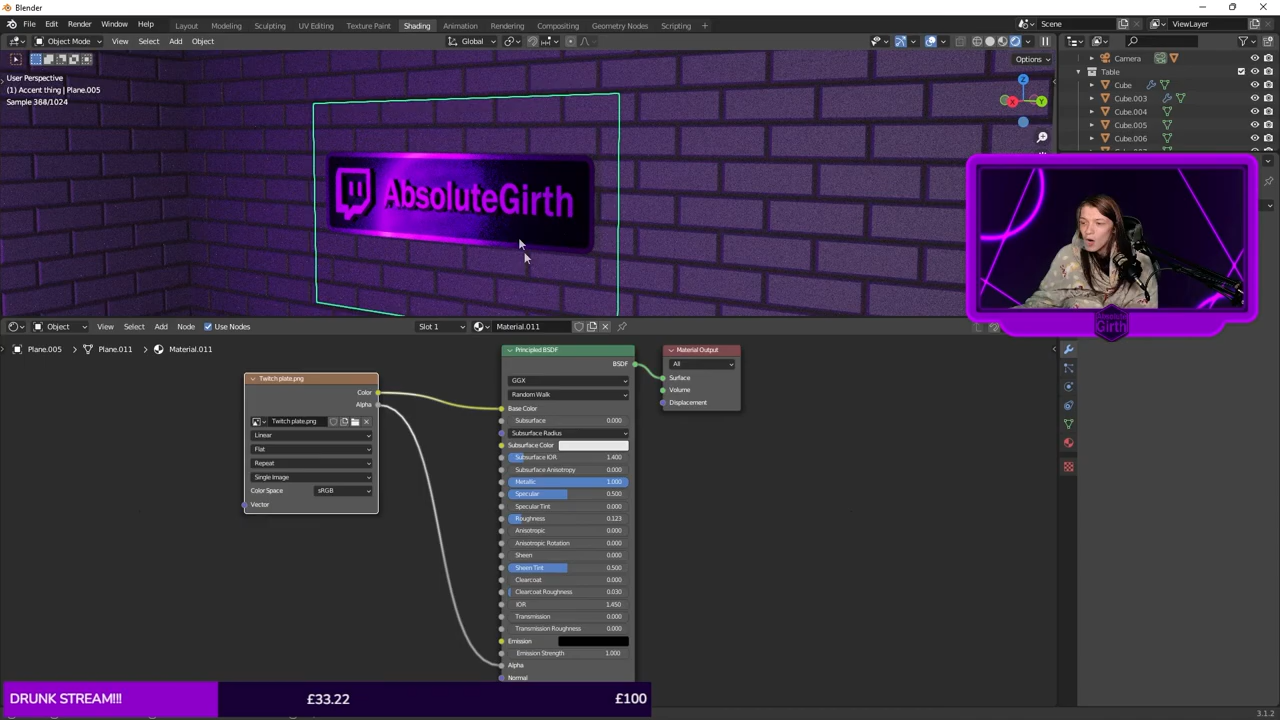 Blender
File Edit Render Window Help Layout Modeling Sculpting UV Editing Texture Paint Shading Animation Rendering Compositing Geometry Nodes Scripting + Scene ViewLayer
Object Mode View Select Add Object Global
Options
User Perspective
(1) Accent thing | Plane.005
Sample 384/1024
X Y Z
AbsoluteGirth
Camera
Table
Cube
Cube.003
Cube.004
Cube.005
Cube.006
Girth
Object View Select Add Node Use Nodes Slot 1 Material.011
Plane.005 > Plane.011 > Material.011
Twitch plate.png
Color
Alpha
Twitch plate.png
Linear
Flat
Repeat
Single Image
Color Space sRGB
Vector
Principled BSDF
BSDF
GGX
Random Walk
Base Color
Subsurface 0.000
Subsurface Radius
Subsurface Color
Subsurface IOR 1.400
Subsurface Anisotropy 0.000
Metallic 1.000
Specular 0.500
Specular Tint 0.000
Roughness 0.123
Anisotropic 0.000
Anisotropic Rotation 0.000
Sheen 0.000
Sheen Tint 0.500
Clearcoat 0.000
Clearcoat Roughness 0.030
IOR 1.450
Transmission 0.000
Transmission Roughness 0.000
Emission
Emission Strength 1.000
Alpha
Normal
Material Output
All
Surface
Volume
Displacement
DRUNK STREAM!!! £33.22 £100
3.1.2